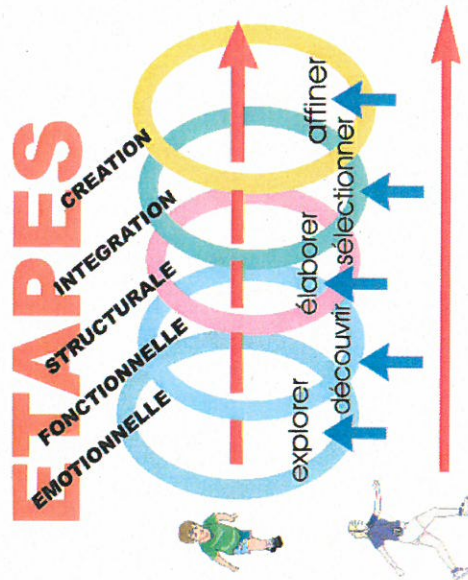 ETAPES
EMOTIONNELLE
FONCTIONNELLE
STRUCTURALE
INTEGRATION
CREATION
explorer
découvrir
élaborer
sélectionner
affiner